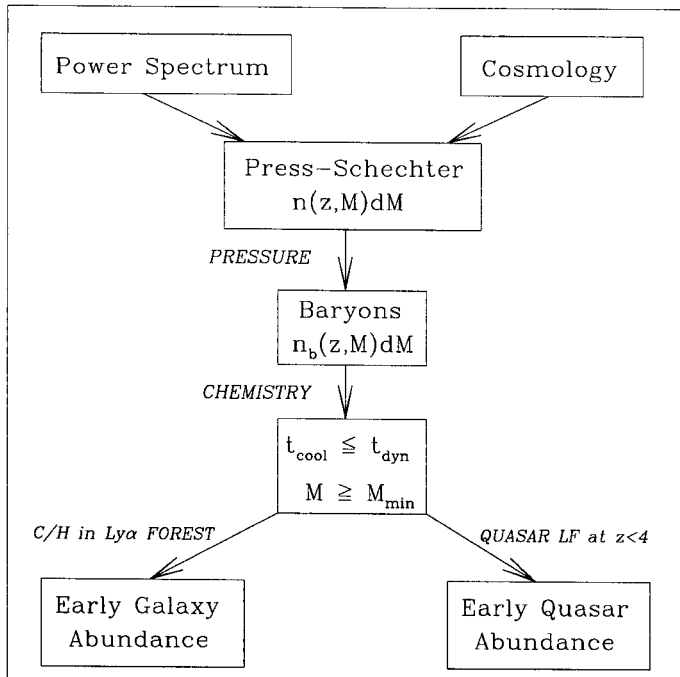 Power Spectrum
Cosmology
Press-Schechter
n(z,M)dM
PRESSURE
Baryons
n_b(z,M)dM
CHEMISTRY
t_cool ≦ t_dyn
M ≧ M_min
C/H in Lyα FOREST
QUASAR LF at z<4
Early Galaxy
Abundance
Early Quasar
Abundance